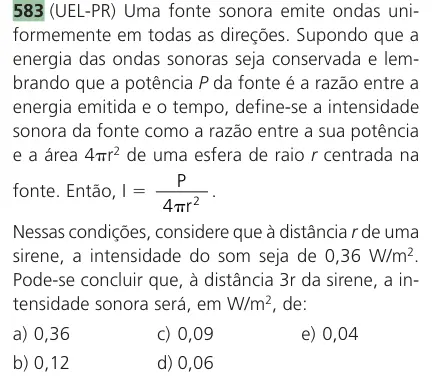 583 (UEL-PR) Uma fonte sonora emite ondas uni-
formemente em todas as direções. Supondo que a
energia das ondas sonoras seja conservada e lem-
brando que a potência P da fonte é a razão entre a
energia emitida e o tempo, define-se a intensidade
sonora da fonte como a razão entre a sua potência
e a área 4πr² de uma esfera de raio r centrada na
fonte. Então, I = P / 4πr² .
Nessas condições, considere que à distância r de uma
sirene, a intensidade do som seja de 0,36 W/m².
Pode-se concluir que, à distância 3r da sirene, a in-
tensidade sonora será, em W/m², de:
a) 0,36 c) 0,09 e) 0,04
b) 0,12 d) 0,06